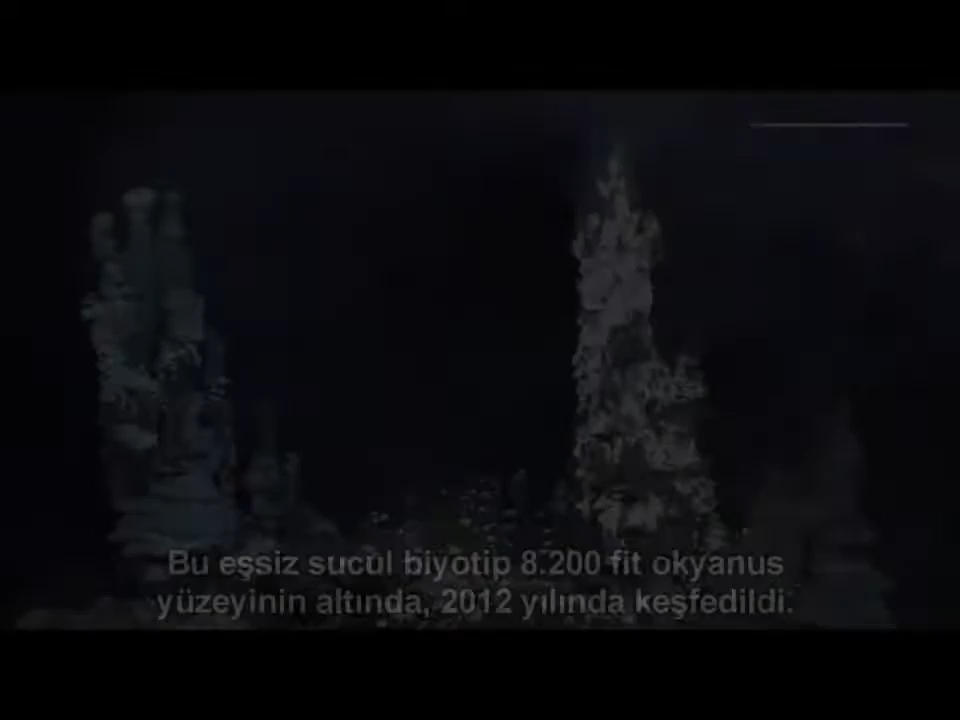 Bu eşsiz sucul biyotip 8.200 fit okyanus
yüzeyinin altında, 2012 yılında keşfedildi.